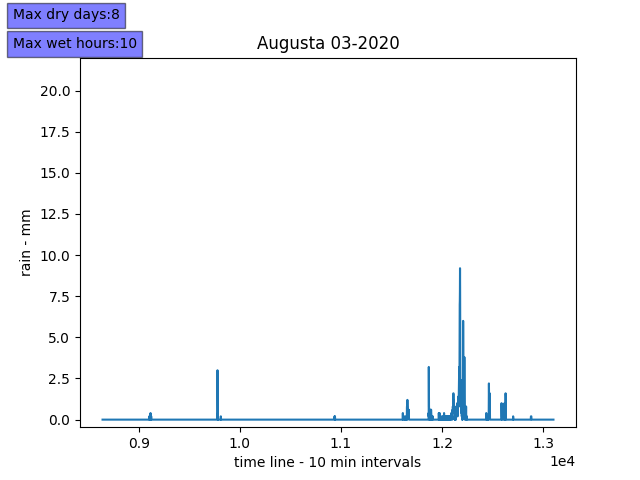 Max dry days:8
Max wet hours:10
Augusta 03-2020
20.0
17.5
15.0
12.5
10.0
7.5
5.0
2.5
0.0
rain - mm
0.9 1.0 1.1 1.2 1.3
1e4
time line - 10 min intervals